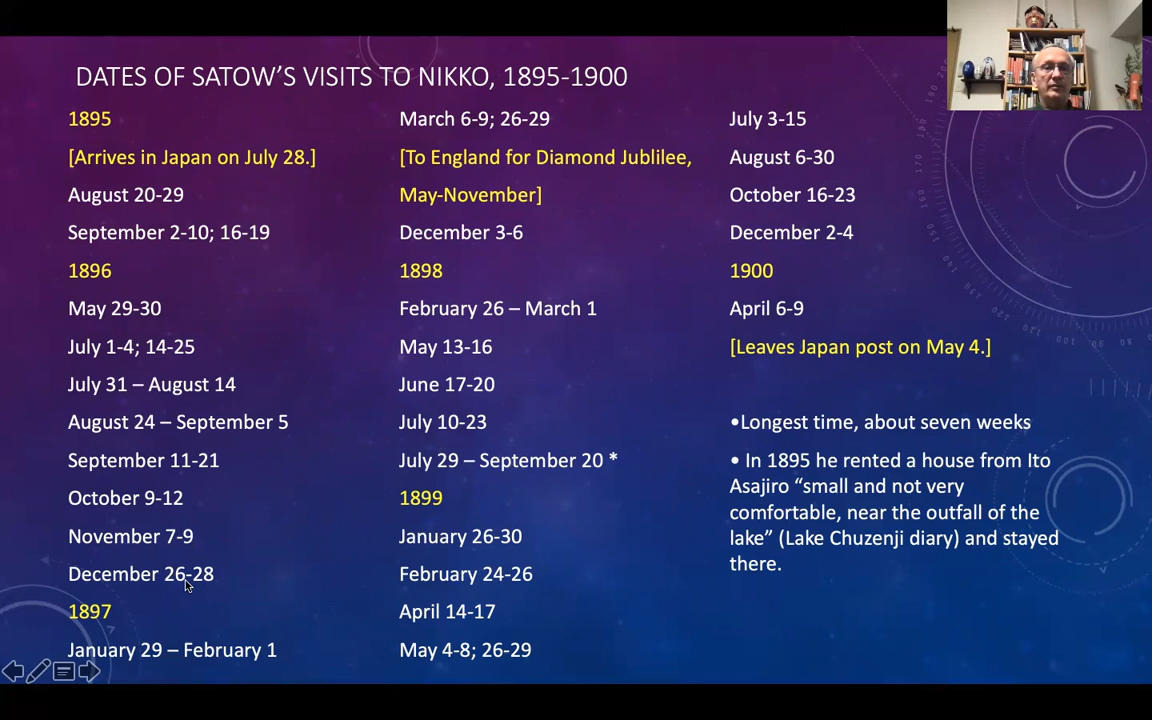 DATES OF SATOW’S VISITS TO NIKKO, 1895-1900
1895
[Arrives in Japan on July 28.]
August 20-29
September 2-10; 16-19
1896
May 29-30
July 1-4; 14-25
July 31 – August 14
August 24 – September 5
September 11-21
October 9-12
November 7-9
December 26-28
1897
January 29 – February 1
March 6-9; 26-29
[To England for Diamond Jublilee,
May-November]
December 3-6
1898
February 26 – March 1
May 13-16
June 17-20
July 10-23
July 29 – September 20 *
1899
January 26-30
February 24-26
April 14-17
May 4-8; 26-29
July 3-15
August 6-30
October 16-23
December 2-4
1900
April 6-9
[Leaves Japan post on May 4.]
•Longest time, about seven weeks
• In 1895 he rented a house from Ito
Asajiro “small and not very
comfortable, near the outfall of the
lake” (Lake Chuzenji diary) and stayed
there.